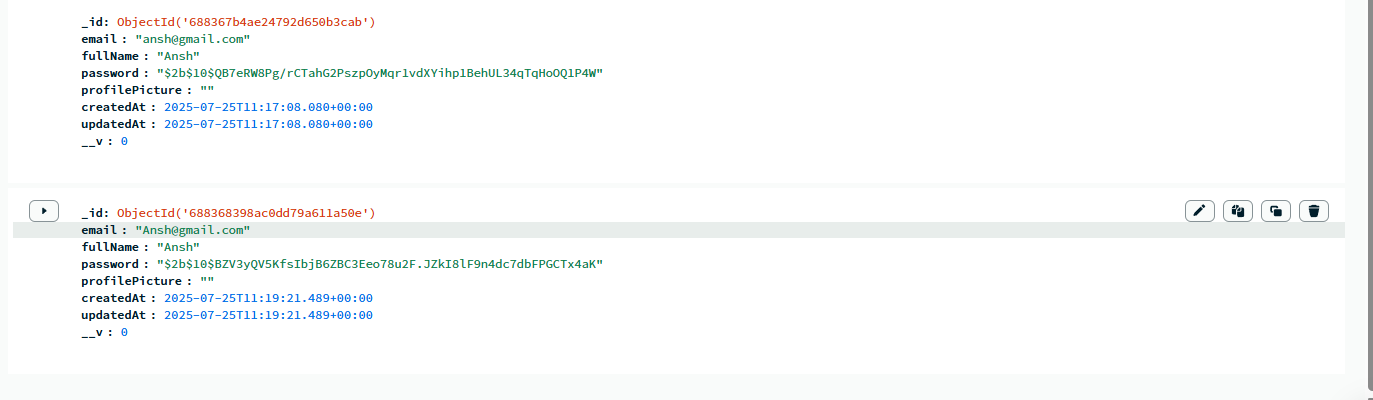 _id: ObjectId('688367b4ae24792d650b3cab')
email : "ansh@gmail.com"
fullName : "Ansh"
password : "$2b$10$QB7eRW8Pg/rCTahG2PszpOyMqr1vdXYihp1BehUL34qTqHoOQ1P4W"
profilePicture : ""
createdAt : 2025-07-25T11:17:08.080+00:00
updatedAt : 2025-07-25T11:17:08.080+00:00
__v : 0
_id: ObjectId('688368398ac0dd79a611a50e')
email : "Ansh@gmail.com"
fullName : "Ansh"
password : "$2b$10$BZV3yQV5KfsIbjB6ZBC3Eeo78u2F.JZkI8lF9n4dc7dbFPGCTx4aK"
profilePicture : ""
createdAt : 2025-07-25T11:19:21.489+00:00
updatedAt : 2025-07-25T11:19:21.489+00:00
__v : 0